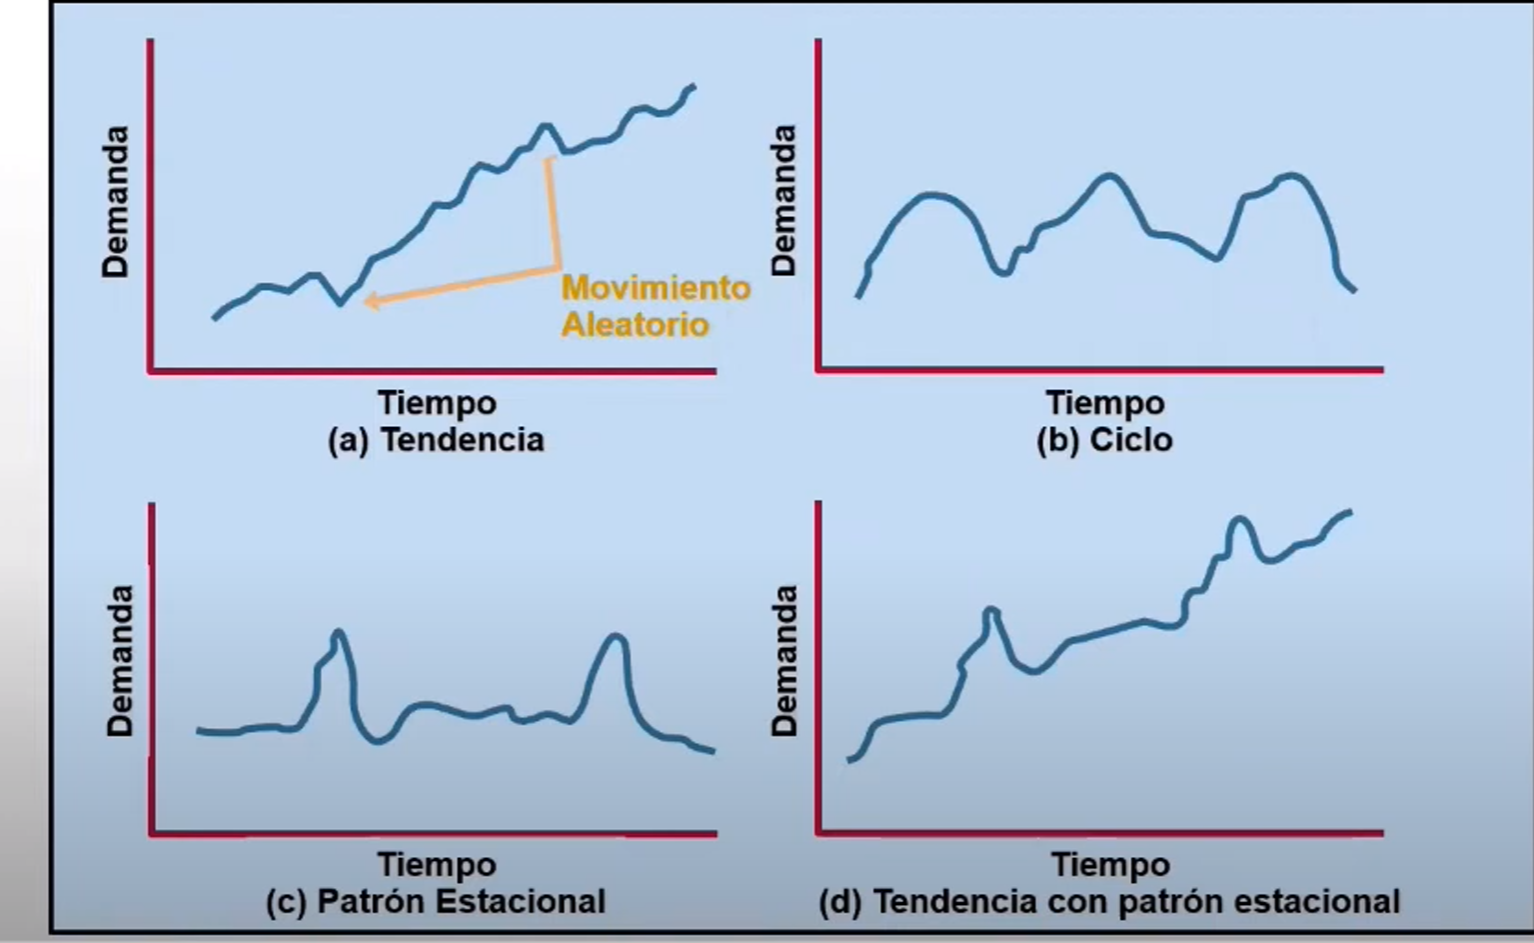 Demanda
Movimiento
Aleatorio
Tiempo
(a) Tendencia
Demanda
Tiempo
(b) Ciclo
Demanda
Tiempo
(c) Patrón Estacional
Demanda
Tiempo
(d) Tendencia con patrón estacional